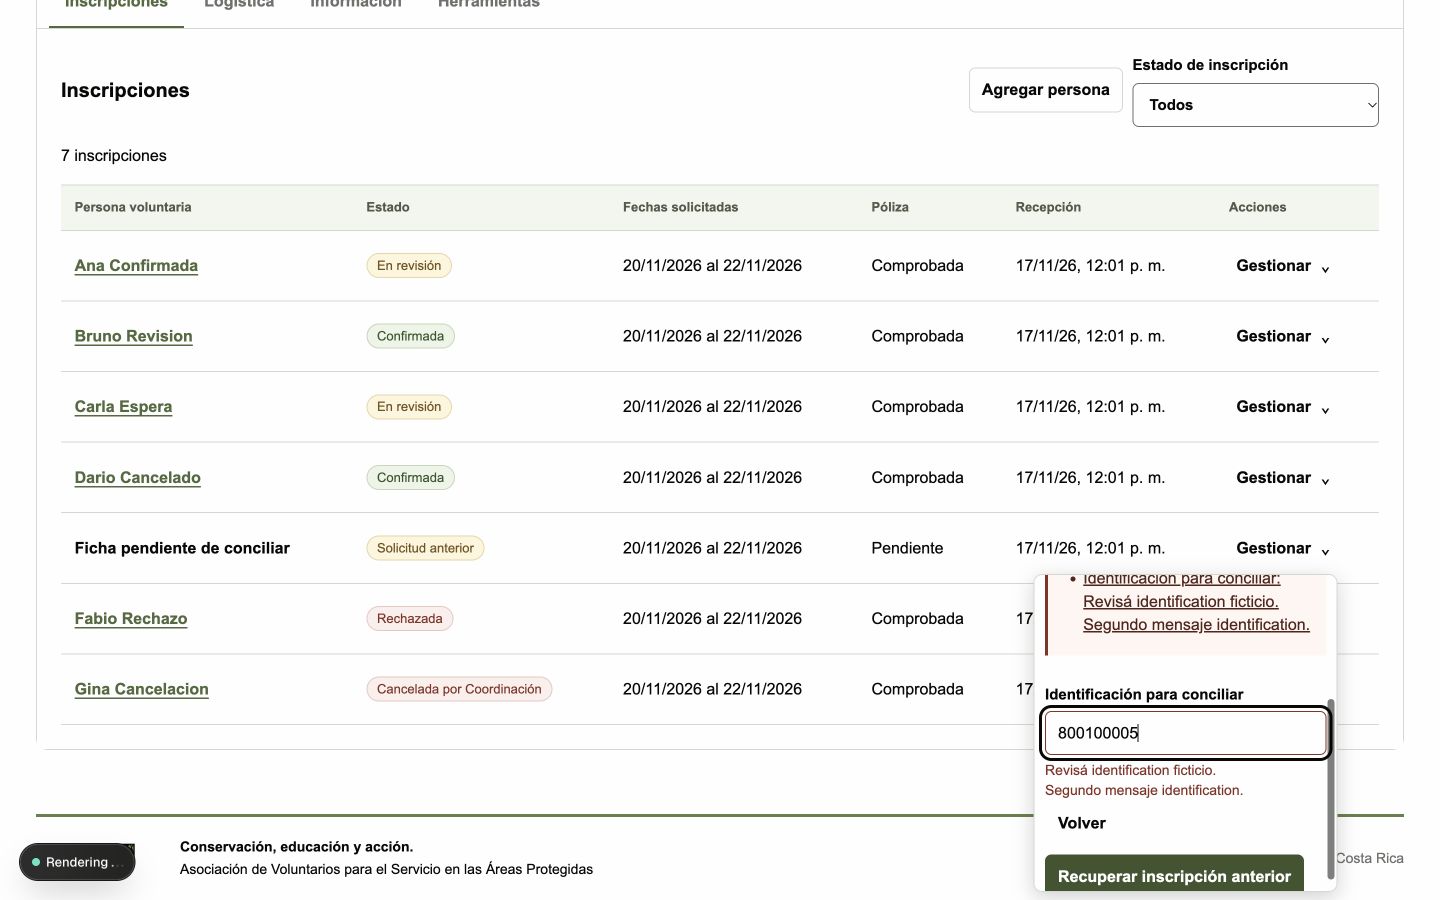 Inscripciones Logística Información Herramientas
Inscripciones
Agregar persona
Estado de inscripción
Todos
7 inscripciones
Persona voluntaria Estado Fechas solicitadas Póliza Recepción Acciones
Ana Confirmada En revisión 20/11/2026 al 22/11/2026 Comprobada 17/11/26, 12:01 p. m. Gestionar
Bruno Revision Confirmada 20/11/2026 al 22/11/2026 Comprobada 17/11/26, 12:01 p. m. Gestionar
Carla Espera En revisión 20/11/2026 al 22/11/2026 Comprobada 17/11/26, 12:01 p. m. Gestionar
Dario Cancelado Confirmada 20/11/2026 al 22/11/2026 Comprobada 17/11/26, 12:01 p. m. Gestionar
Ficha pendiente de conciliar Solicitud anterior 20/11/2026 al 22/11/2026 Pendiente 17/11/26, 12:01 p. m. Gestionar
Fabio Rechazo Rechazada 20/11/2026 al 22/11/2026 Comprobada 17
Gina Cancelacion Cancelada por Coordinación 20/11/2026 al 22/11/2026 Comprobada 17
Identificación para conciliar:
Revisá identification ficticio.
Segundo mensaje identification.
Identificación para conciliar
800100005
Revisá identification ficticio.
Segundo mensaje identification.
Volver
Recuperar inscripción anterior
Rendering ...
Conservación, educación y acción.
Asociación de Voluntarios para el Servicio en las Áreas Protegidas
Costa Rica